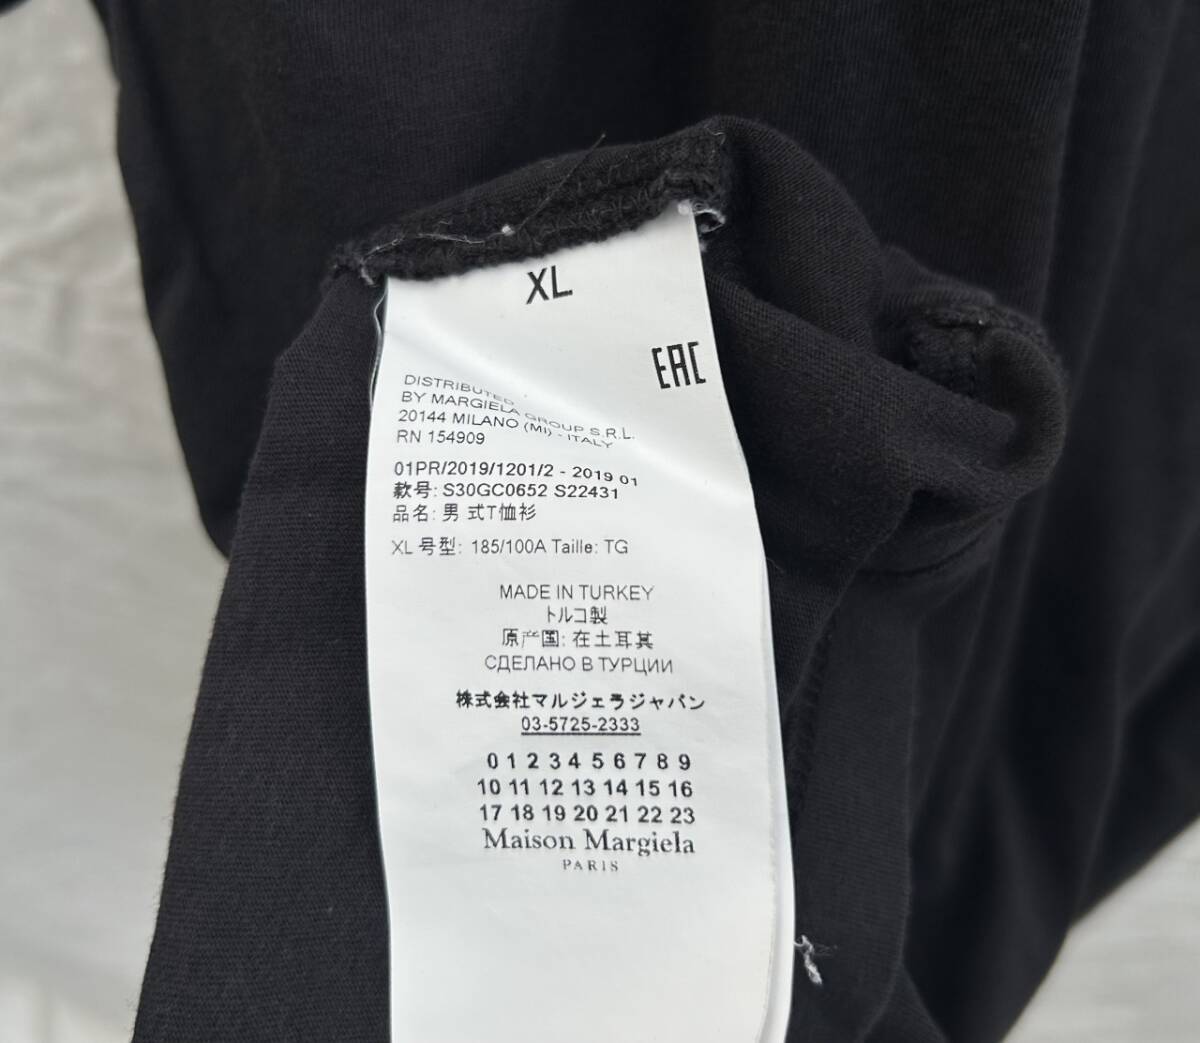 XL
EAC
DISTRIBUTED
BY MARGIELA GROUP S.R.L.
20144 MILANO (MI) - ITALY
RN 154909
01PR/2019/1201/2 - 2019 01
款号: S30GC0652 S22431
品名: 男 式T恤衫
XL 号型: 185/100A Taille: TG
MADE IN TURKEY
トルコ製
原产国: 在土耳其
СДЕЛАНО В ТУРЦИИ
株式会社マルジェラジャパン
03-5725-2333
0 1 2 3 4 5 6 7 8 9
10 11 12 13 14 15 16
17 18 19 20 21 22 23
Maison Margiela
PARIS